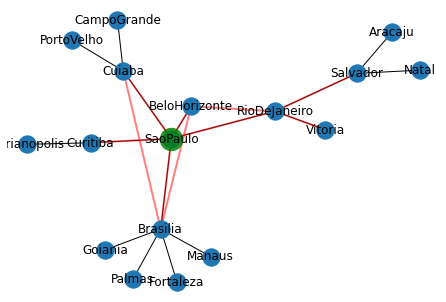 CampoGrande
Aracaju
PortoVelho
Cuiaba
Salvador
Natal
BeloHorizonte
RioDeJaneiro
Vitoria
SaoPaulo
rianopolis
Curitiba
Brasilia
Goiania
Manaus
Palmas
Fortaleza